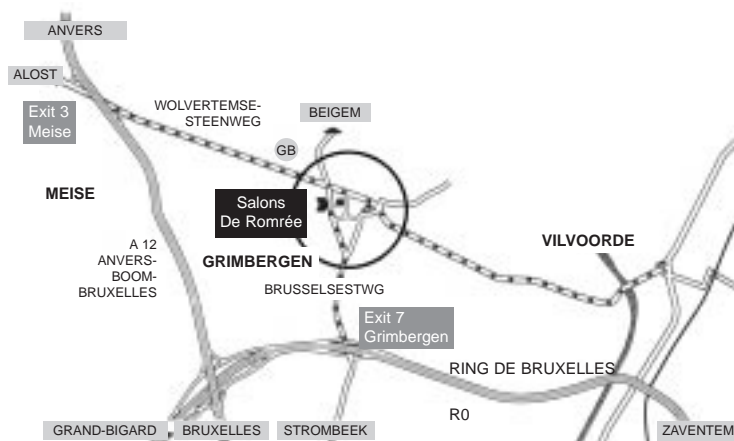 ANVERS
ALOST
Exit 3
Meise
WOLVERTEMSE-
STEENWEG
BEIGEM
GB
MEISE
Salons
De Romrée
A 12
ANVERS-
BOOM-
BRUXELLES
GRIMBERGEN
VILVOORDE
BRUSSELSESTWG
Exit 7
Grimbergen
RING DE BRUXELLES
R0
GRAND-BIGARD
BRUXELLES
STROMBEEK
ZAVENTEM